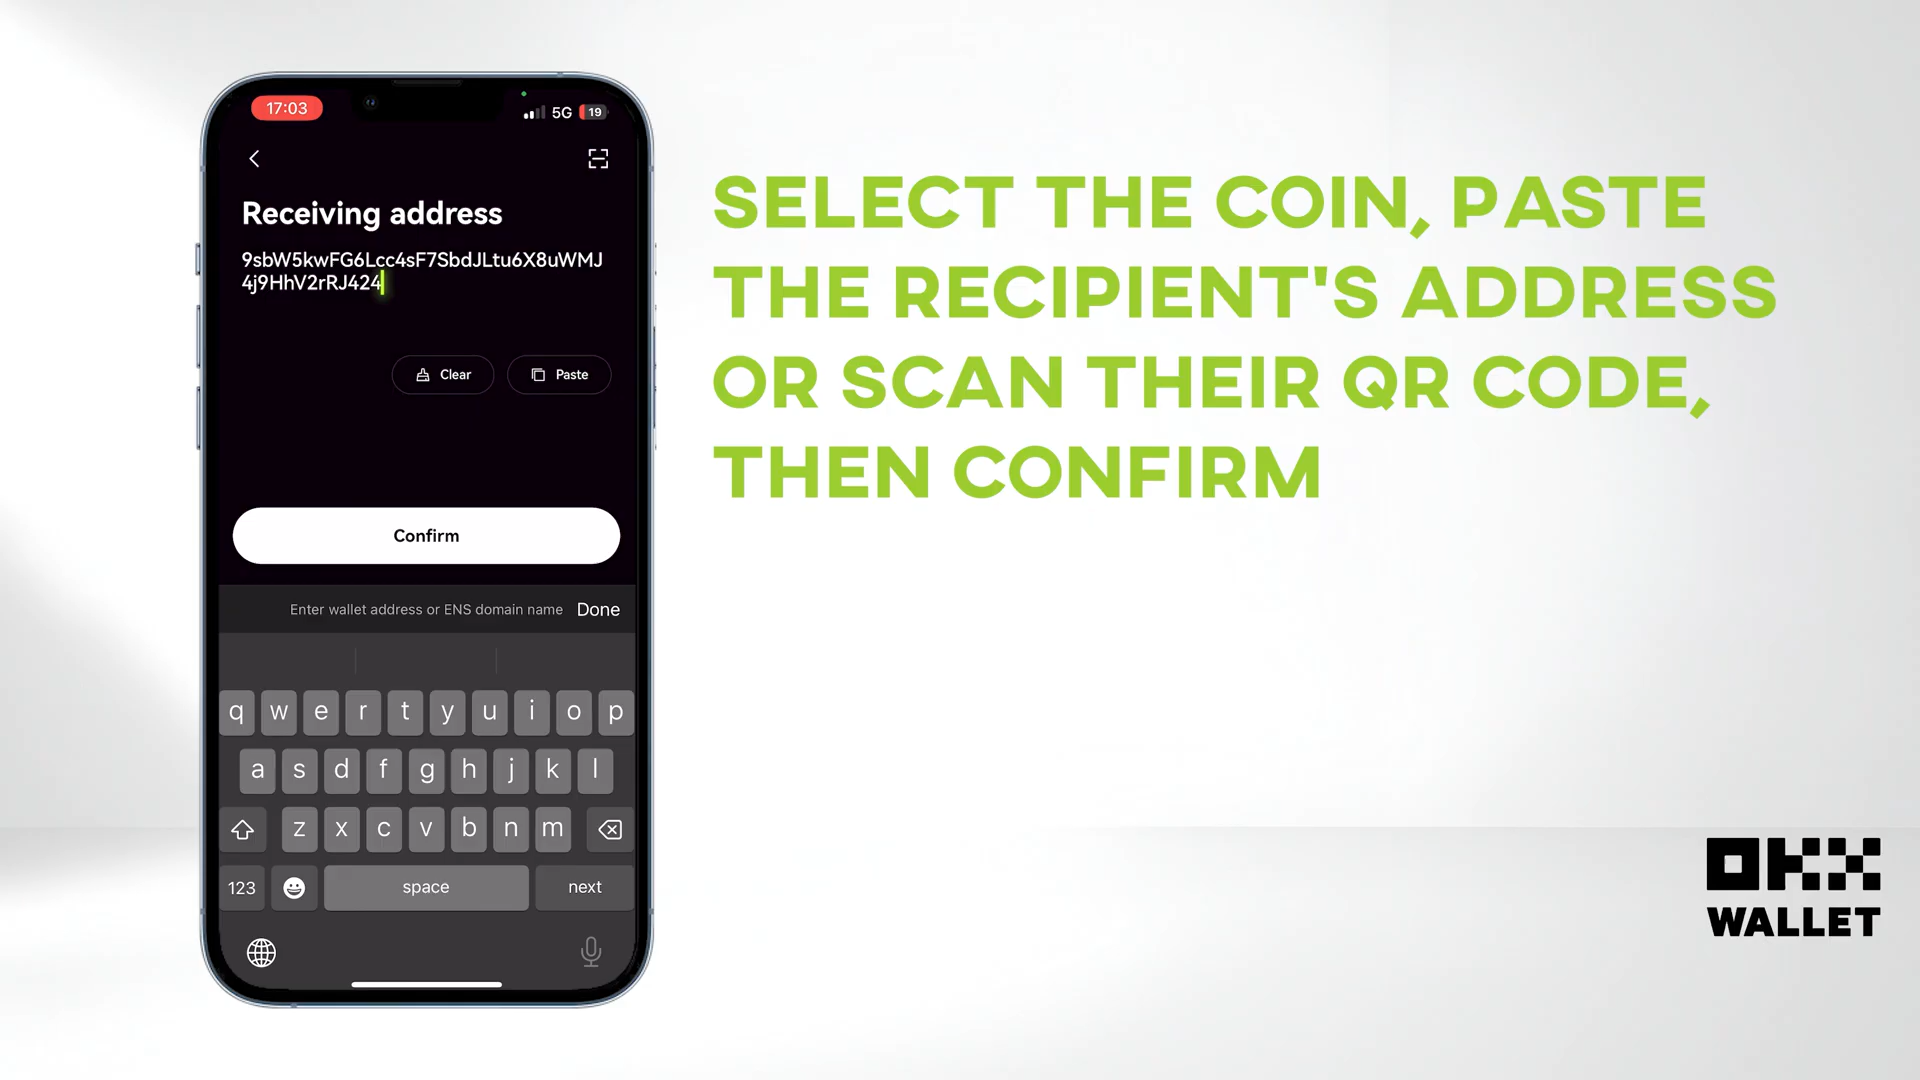 17:03
5G 19
Receiving address
9sbW5kwFG6Lcc4sF7SbdJLtu6X8uWMJ
4j9HhV2rRJ424
Clear
Paste
Confirm
Enter wallet address or ENS domain name Done
q w e r t y u i o p
a s d f g h j k l
z x c v b n m
123 space next
SELECT THE COIN, PASTE
THE RECIPIENT'S ADDRESS
OR SCAN THEIR QR CODE,
THEN CONFIRM
OKX
WALLET